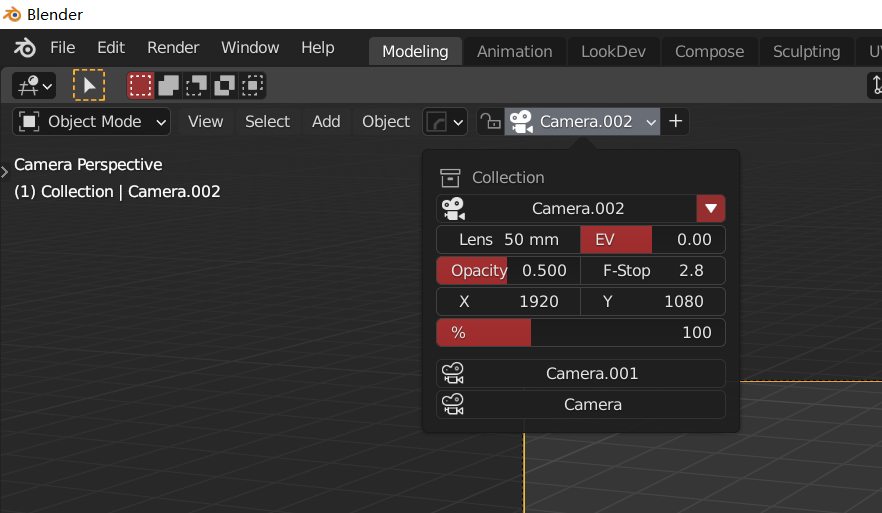 Blender
File Edit Render Window Help Modeling Animation LookDev Compose Sculpting
Object Mode View Select Add Object Camera.002 +
Camera Perspective
(1) Collection | Camera.002
Collection
Camera.002
Lens 50 mm EV 0.00
Opacity 0.500 F-Stop 2.8
X 1920 Y 1080
% 100
Camera.001
Camera